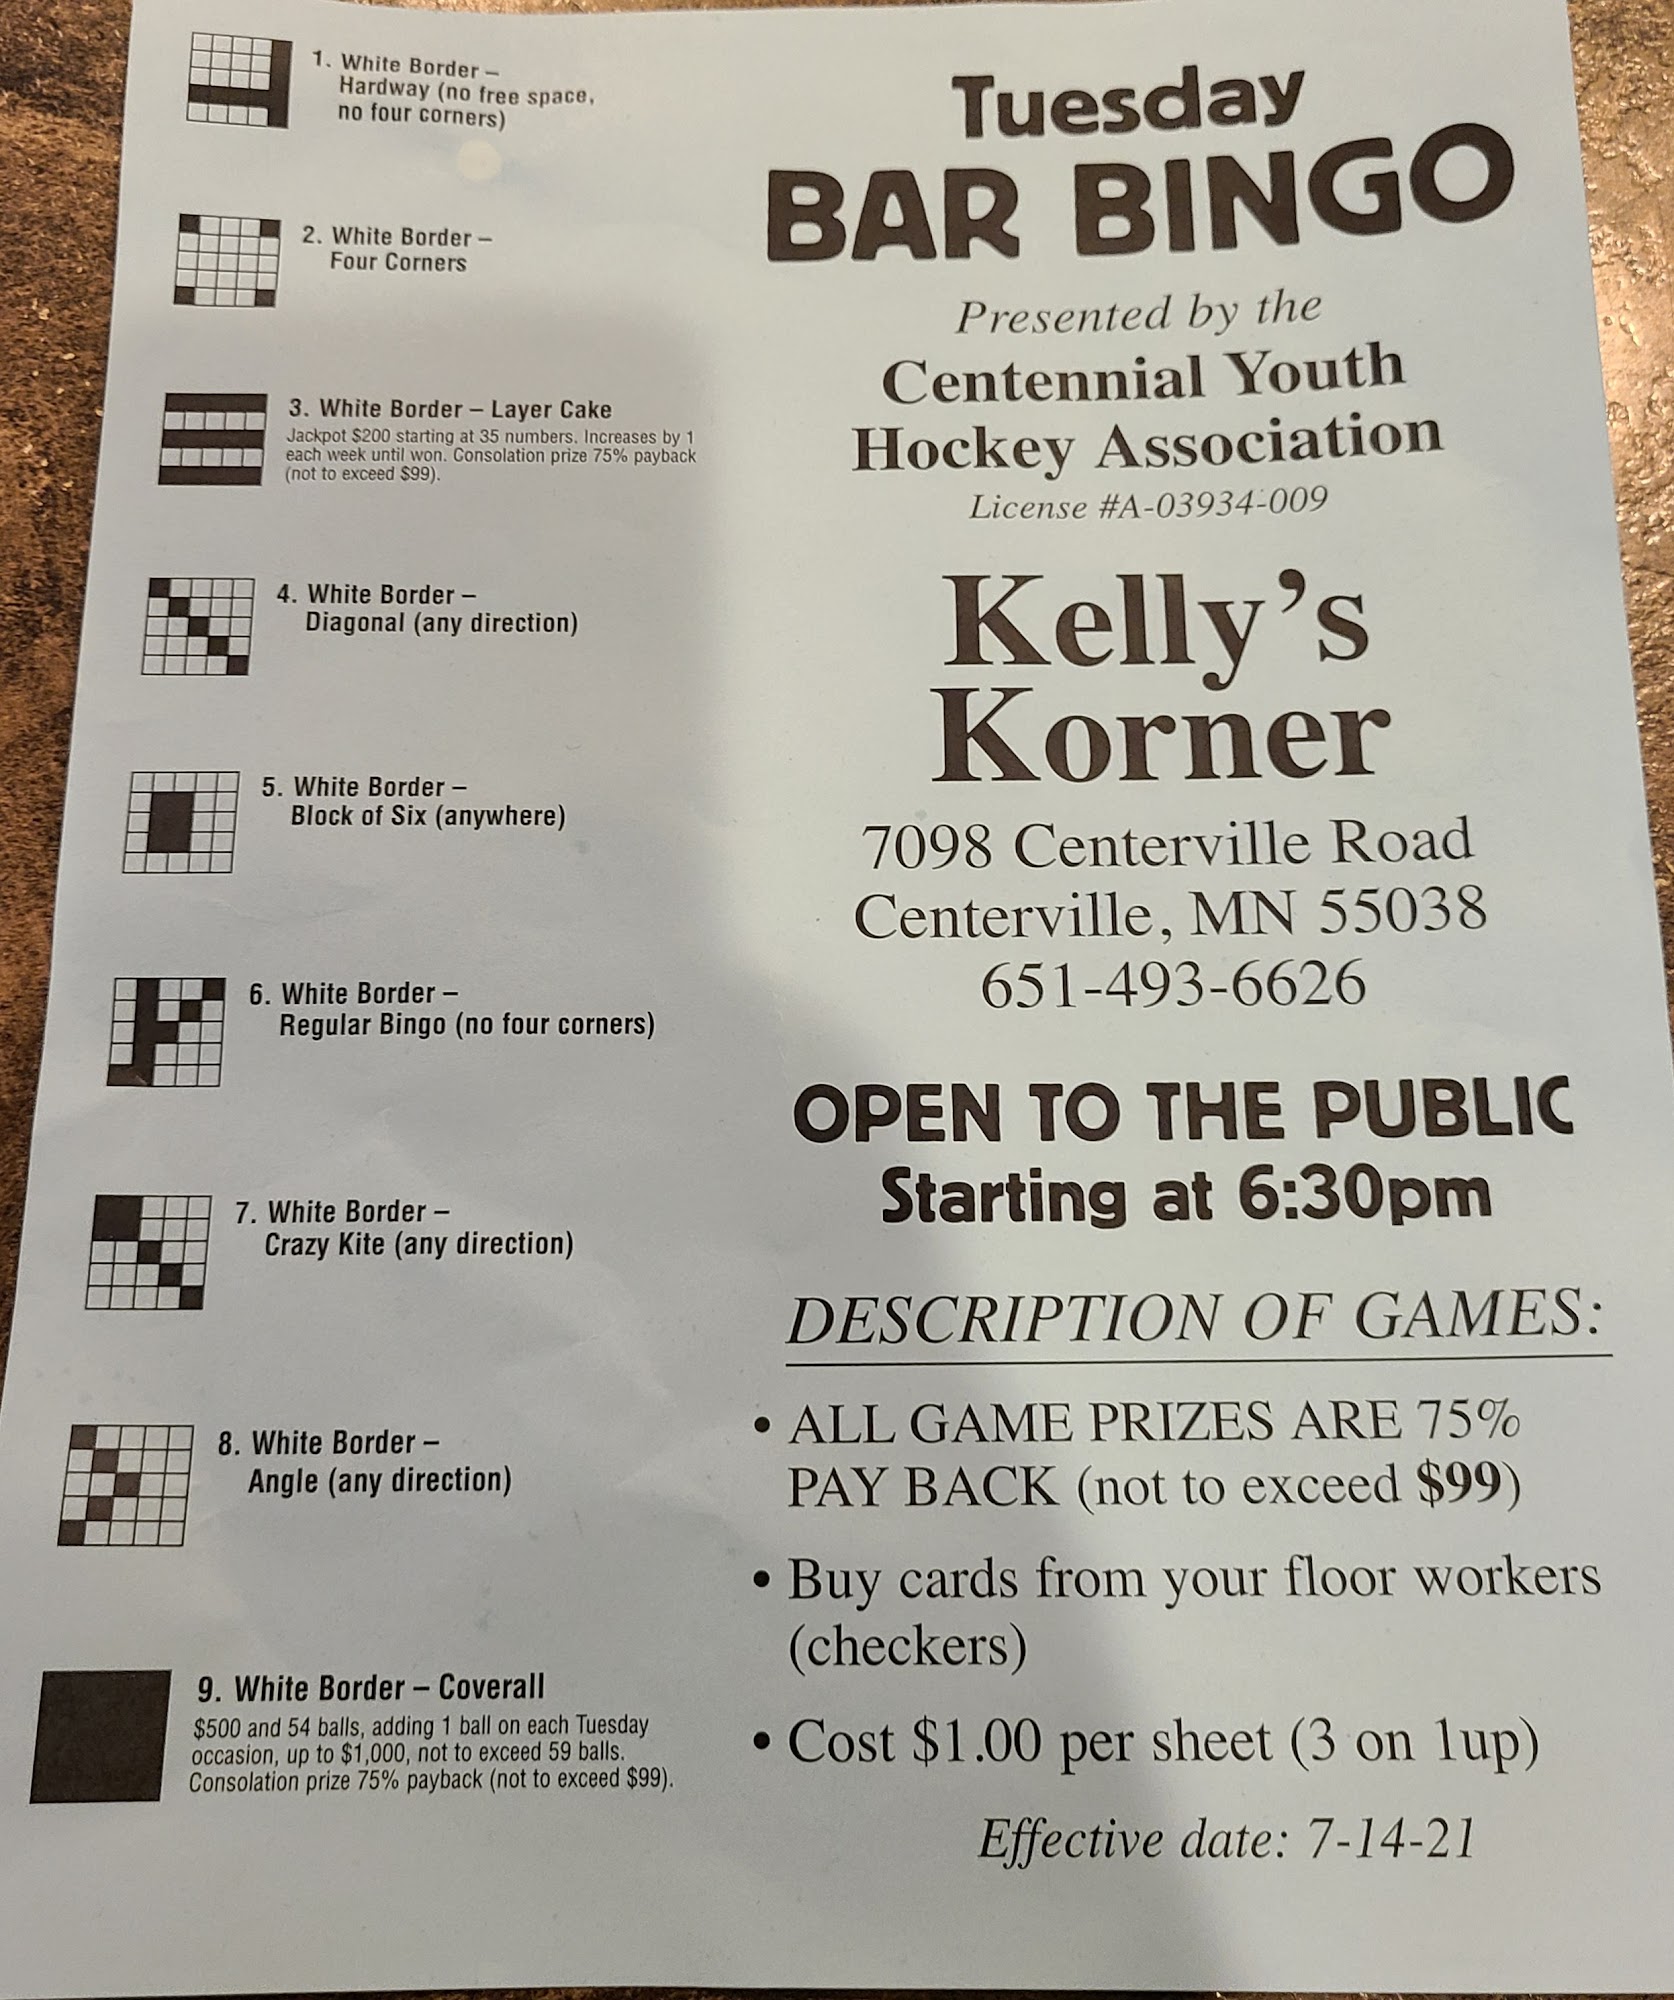 1. White Border –
Hardway (no free space,
no four corners)
2. White Border –
Four Corners
3. White Border – Layer Cake
Jackpot $200 starting at 35 numbers. Increases by 1
each week until won. Consolation prize 75% payback
(not to exceed $99).
4. White Border –
Diagonal (any direction)
5. White Border –
Block of Six (anywhere)
6. White Border –
Regular Bingo (no four corners)
7. White Border –
Crazy Kite (any direction)
8. White Border –
Angle (any direction)
9. White Border – Coverall
$500 and 54 balls, adding 1 ball on each Tuesday
occasion, up to $1,000, not to exceed 59 balls.
Consolation prize 75% payback (not to exceed $99).
Tuesday
BAR BINGO
Presented by the
Centennial Youth
Hockey Association
License #A-03934-009
Kelly's
Korner
7098 Centerville Road
Centerville, MN 55038
651-493-6626
OPEN TO THE PUBLIC
Starting at 6:30pm
DESCRIPTION OF GAMES:
• ALL GAME PRIZES ARE 75%
PAY BACK (not to exceed $99)
• Buy cards from your floor workers
(checkers)
• Cost $1.00 per sheet (3 on 1up)
Effective date: 7-14-21